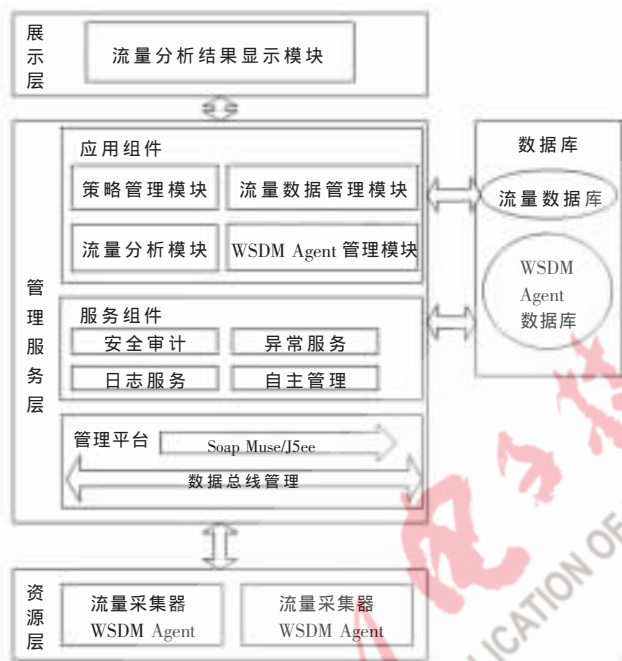 展示层
流量分析结果显示模块
管理服务层
应用组件
策略管理模块
流量数据管理模块
流量分析模块
WSDM Agent 管理模块
服务组件
安全审计
异常服务
日志服务
自主管理
管理平台
Soap Muse/J5ee
数据总线管理
数据库
流量数据库
WSDM
Agent
数据库
资源层
流量采集器
WSDM Agent
流量采集器
WSDM Agent
LICATION OF